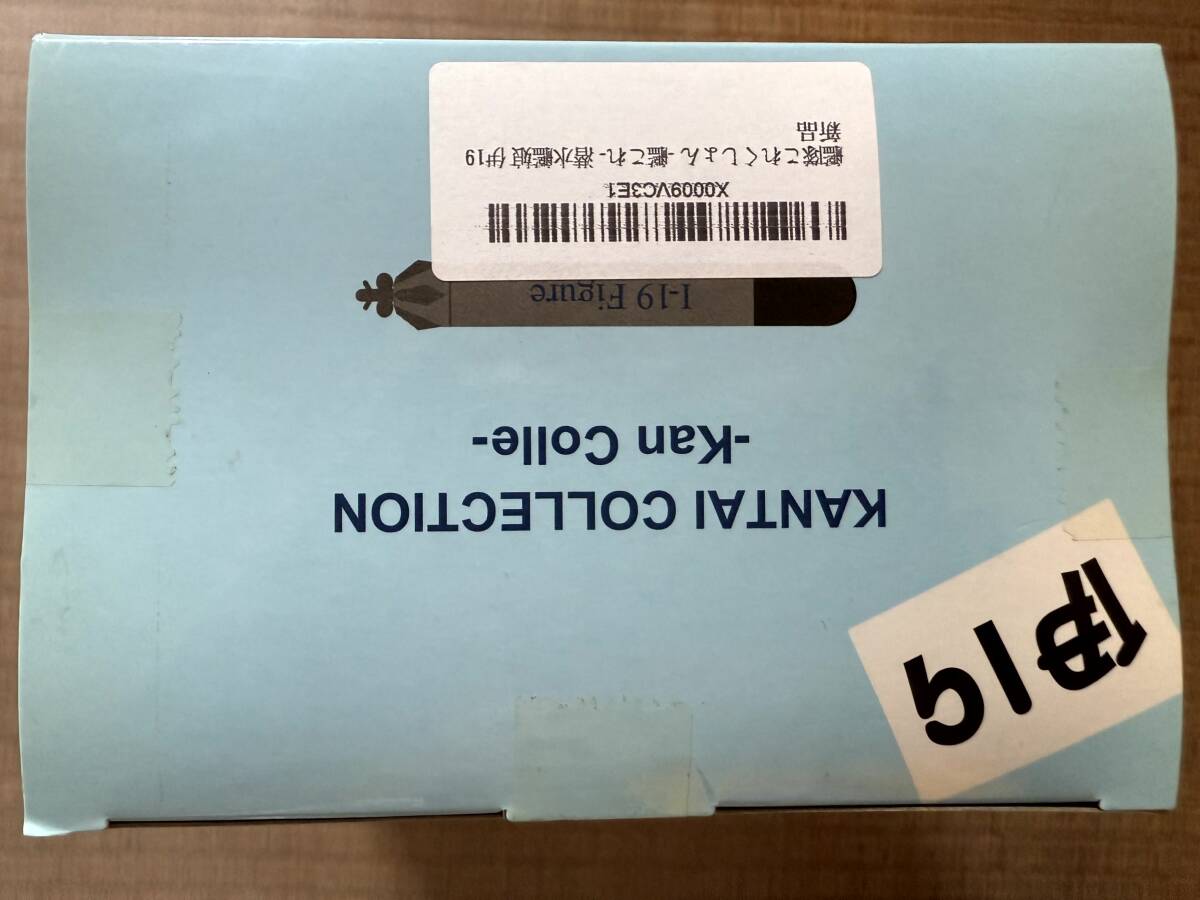 伊19
KANTAI COLLECTION
-Kan Colle-
I-19 Figure
X0009VC3E1
艦隊これくしょん -艦これ- 潜水艦娘 伊19
新品